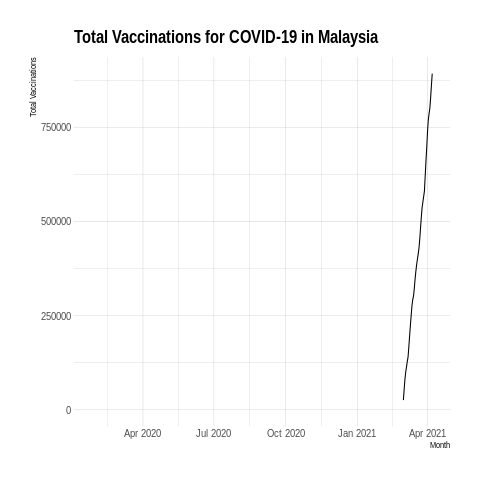 Total Vaccinations for COVID-19 in Malaysia
Total Vaccinations
750000
500000
250000
0
Apr 2020 Jul 2020 Oct 2020 Jan 2021 Apr 2021
Month